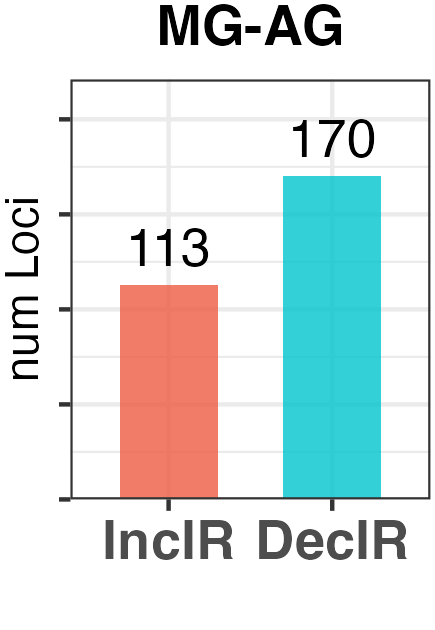 MG-AG
170
113
num Loci
IncIR DecIR